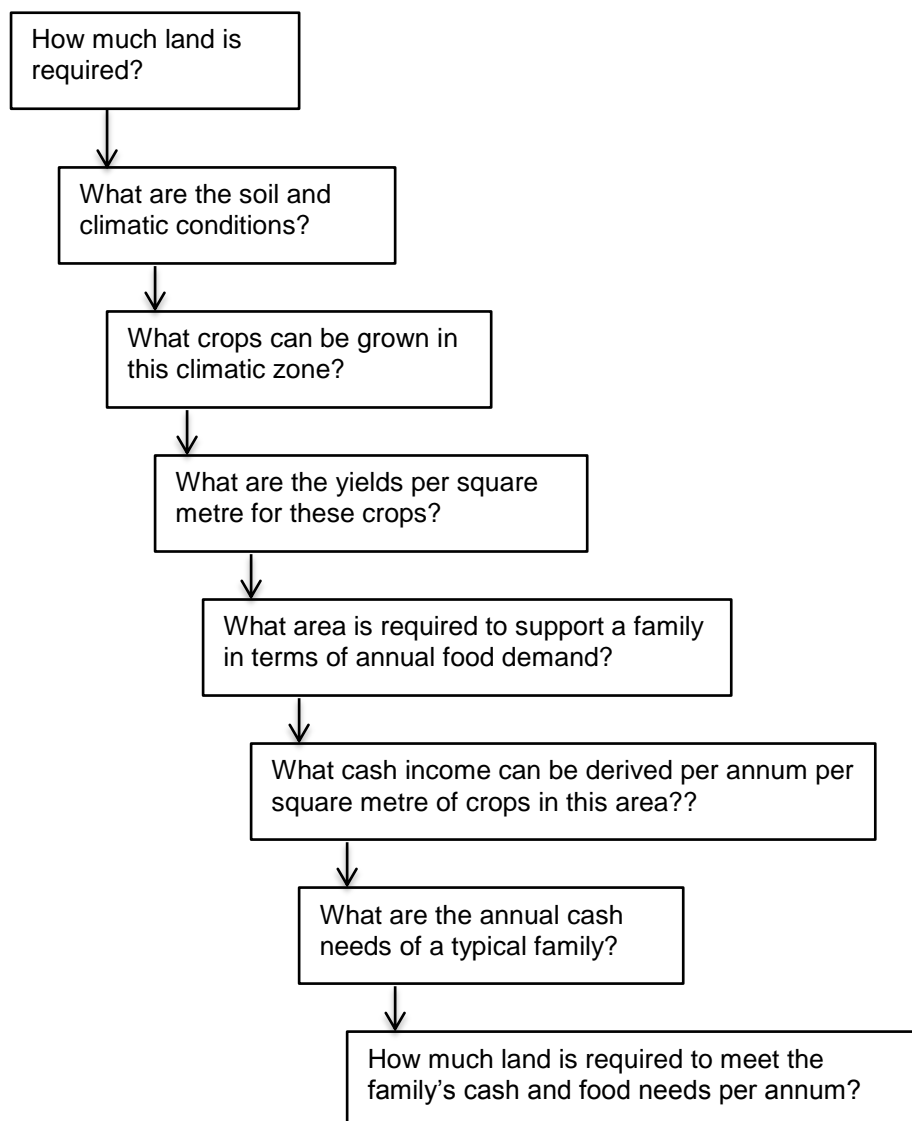 How much land is
required?
What are the soil and
climatic conditions?
What crops can be grown in
this climatic zone?
What are the yields per square
metre for these crops?
What area is required to support a family
in terms of annual food demand?
What cash income can be derived per annum per
square metre of crops in this area??
What are the annual cash
needs of a typical family?
How much land is required to meet the
family’s cash and food needs per annum?